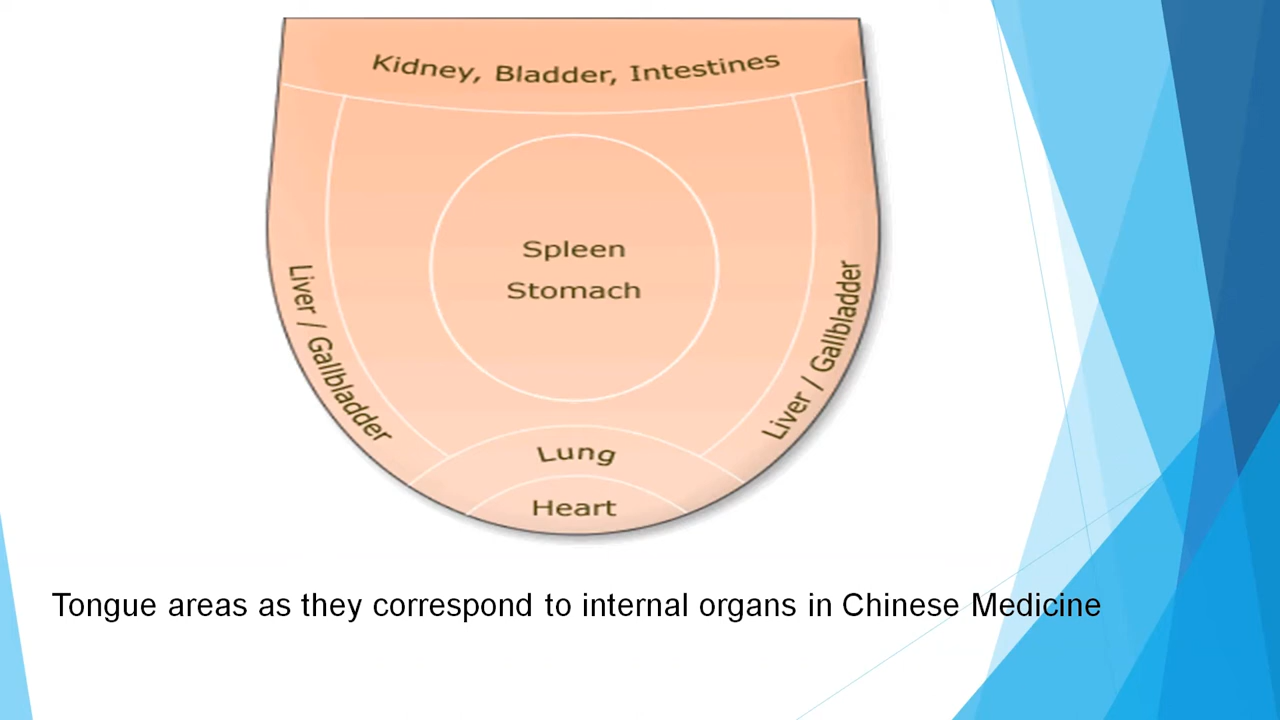 Kidney, Bladder, Intestines
Spleen
Stomach
Liver / Gallbladder
Liver / Gallbladder
Lung
Heart
Tongue areas as they correspond to internal organs in Chinese Medicine